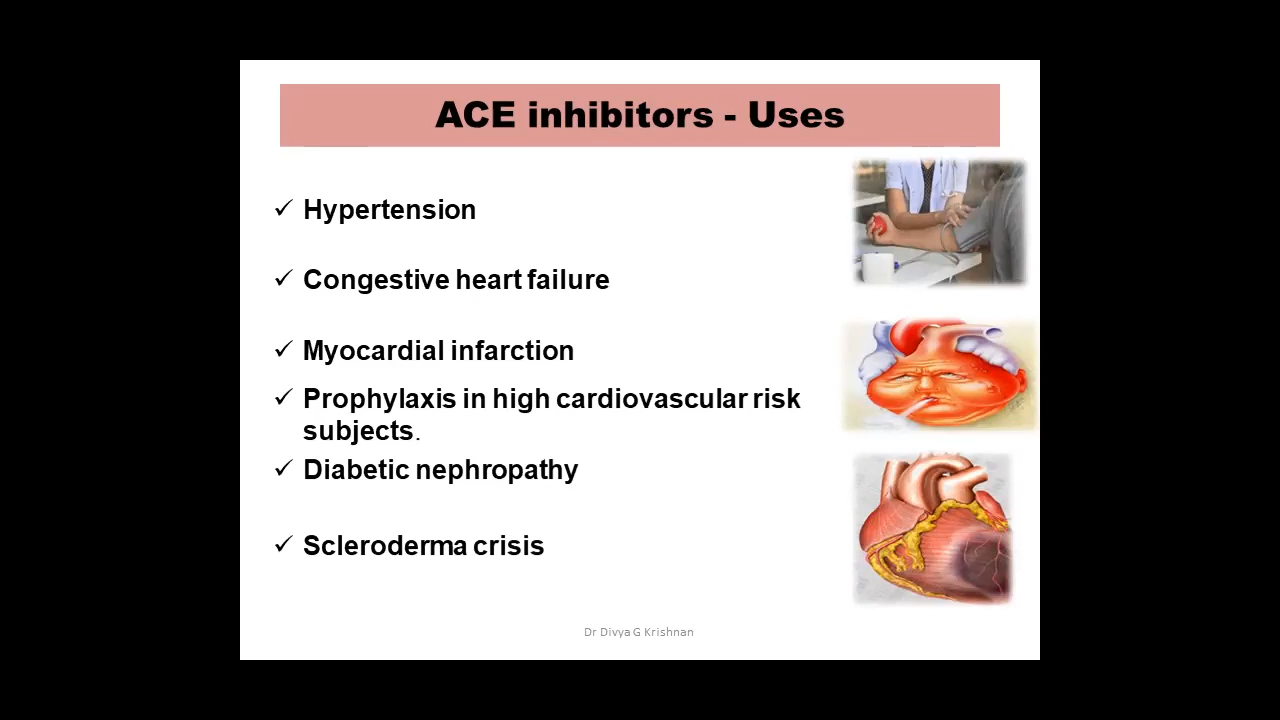 ACE inhibitors - Uses
✓ Hypertension
✓ Congestive heart failure
✓ Myocardial infarction
✓ Prophylaxis in high cardiovascular risk
subjects.
✓ Diabetic nephropathy
✓ Scleroderma crisis
Dr Divya G Krishnan